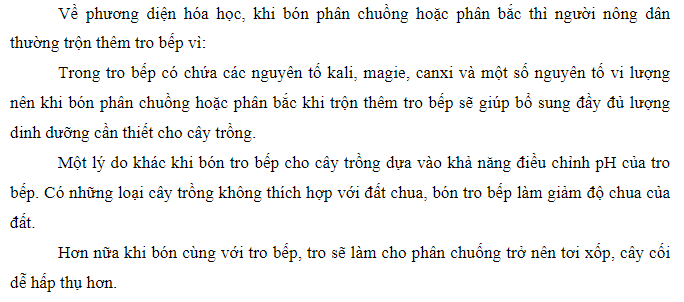 Về phương diện hóa học, khi bón phân chuồng hoặc phân bắc thì người nông dân
thường trộn thêm tro bếp vì:
Trong tro bếp có chứa các nguyên tố kali, magie, canxi và một số nguyên tố vi lượng
nên khi bón phân chuồng hoặc phân bắc khi trộn thêm tro bếp sẽ giúp bổ sung đầy đủ lượng
dinh dưỡng cần thiết cho cây trồng.
Một lý do khác khi bón tro bếp cho cây trồng dựa vào khả năng điều chỉnh pH của tro
bếp. Có những loại cây trồng không thích hợp với đất chua, bón tro bếp làm giảm độ chua của
đất.
Hơn nữa khi bón cùng với tro bếp, tro sẽ làm cho phân chuống trở nên tơi xốp, cây cối
dễ hấp thụ hơn.